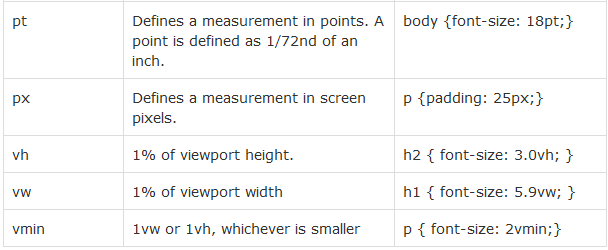 pt Defines a measurement in points. A body {font-size: 18pt;}
point is defined as 1/72nd of an
inch.
px Defines a measurement in screen p {padding: 25px;}
pixels.
vh 1% of viewport height. h2 { font-size: 3.0vh; }
vw 1% of viewport width h1 { font-size: 5.9vw; }
vmin 1vw or 1vh, whichever is smaller p { font-size: 2vmin;}